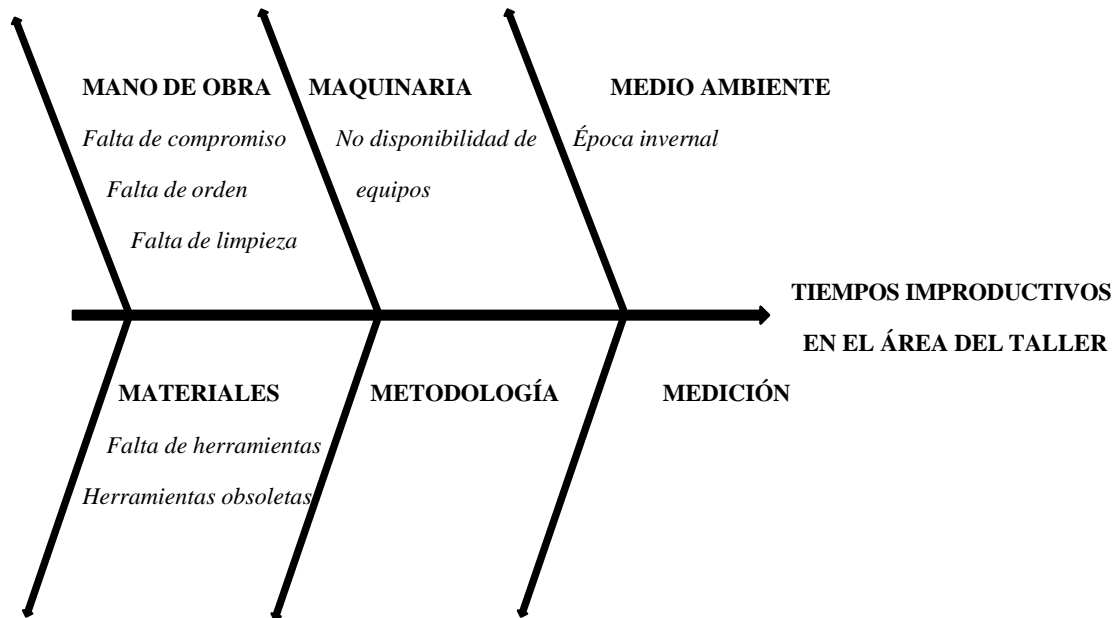 MANO DE OBRA
Falta de compromiso
Falta de orden
Falta de limpieza
MAQUINARIA
No disponibilidad de
equipos
MEDIO AMBIENTE
Época invernal
TIEMPOS IMPRODUCTIVOS
EN EL ÁREA DEL TALLER
MATERIALES
Falta de herramientas
Herramientas obsoletas
METODOLOGÍA
MEDICIÓN